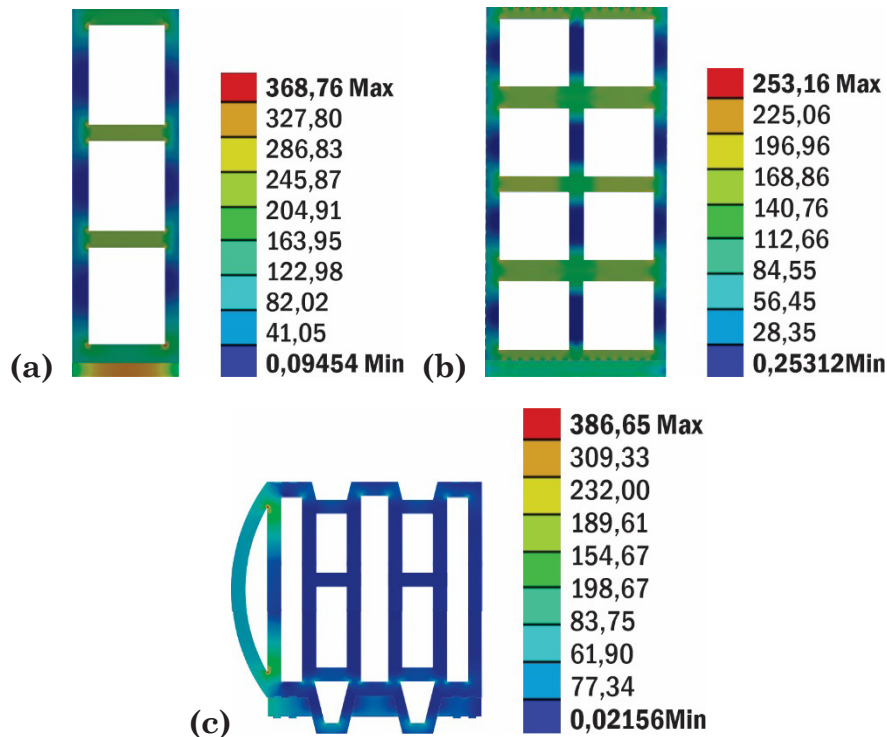 368,76 Max
327,80
286,83
245,87
204,91
163,95
122,98
82,02
41,05
0,09454 Min
(a)
253,16 Max
225,06
196,96
168,86
140,76
112,66
84,55
56,45
28,35
0,25312Min
(b)
386,65 Max
309,33
232,00
189,61
154,67
198,67
83,75
61,90
77,34
0,02156Min
(c)